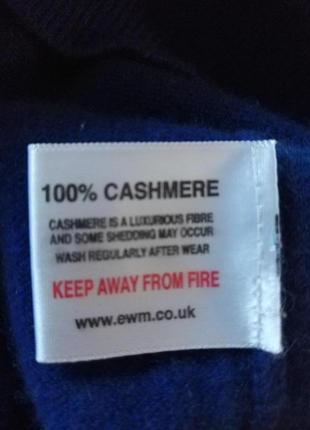 100% CASHMERE
CASHMERE IS A LUXURIOUS FIBRE
AND SOME SHEDDING MAY OCCUR
WASH REGULARLY AFTER WEAR
KEEP AWAY FROM FIRE
www.ewm.co.uk